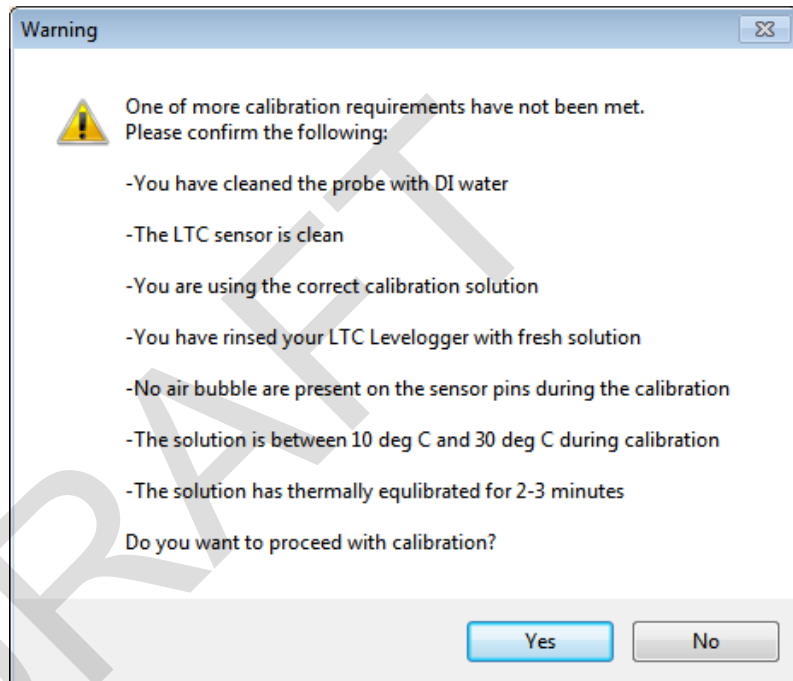 Warning
One of more calibration requirements have not been met.
Please confirm the following:
-You have cleaned the probe with DI water
-The LTC sensor is clean
-You are using the correct calibration solution
-You have rinsed your LTC Levelogger with fresh solution
-No air bubble are present on the sensor pins during the calibration
-The solution is between 10 deg C and 30 deg C during calibration
-The solution has thermally equlibrated for 2-3 minutes
Do you want to proceed with calibration?
Yes
No
DRAFT